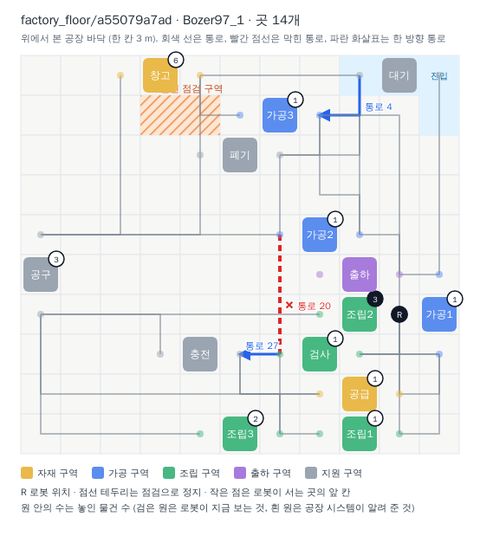 factory_floor/a55079a7ad · Bozer97_1 · 곳 14개
위에서 본 공장 바닥 (한 칸 3 m). 회색 선은 통로, 빨간 점선은 막힌 통로, 파란 화살표는 한 방향 통로
창고
6
점검 구역
대기
가공3
1
통로 4
폐기
가공2
1
공구
3
출하
통로 20
조립2
3
R
가공1
1
통로 27
충전
검사
1
공급
1
조립3
2
조립1
1
자재 구역
가공 구역
조립 구역
출하 구역
지원 구역
R 로봇 위치 · 점선 테두리는 점검으로 정지 · 작은 점은 로봇이 서는 곳의 앞 칸
원 안의 수는 놓인 물건 수 (검은 원은 로봇이 지금 보는 것, 흰 원은 공장 시스템이 알려 준 것)